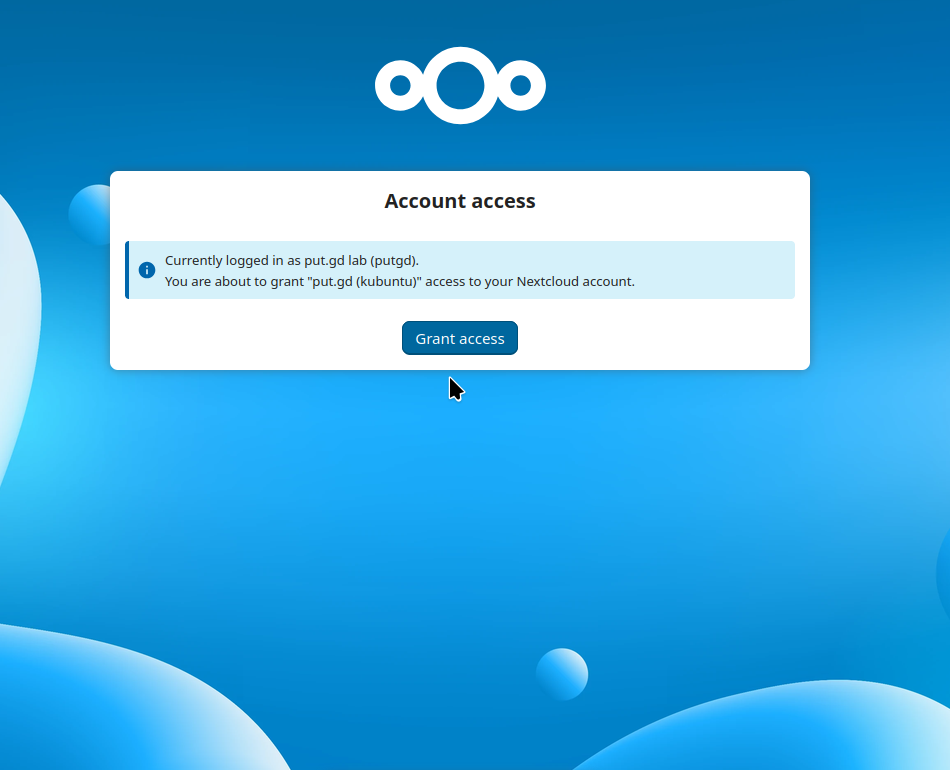 Account access
Currently logged in as put.gd lab (putgd).
You are about to grant "put.gd (kubuntu)" access to your Nextcloud account.
Grant access